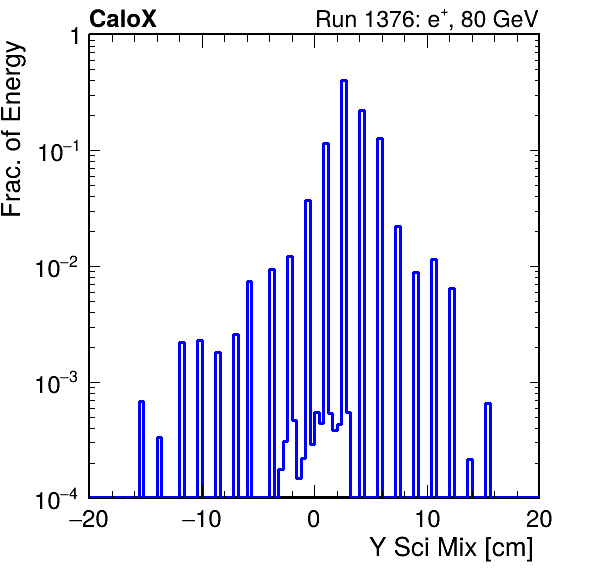 CaloX Run 1376: e⁺, 80 GeV
Frac. of Energy
1
10⁻¹
10⁻²
10⁻³
10⁻⁴
−20 −10 0 10 20
Y Sci Mix [cm]